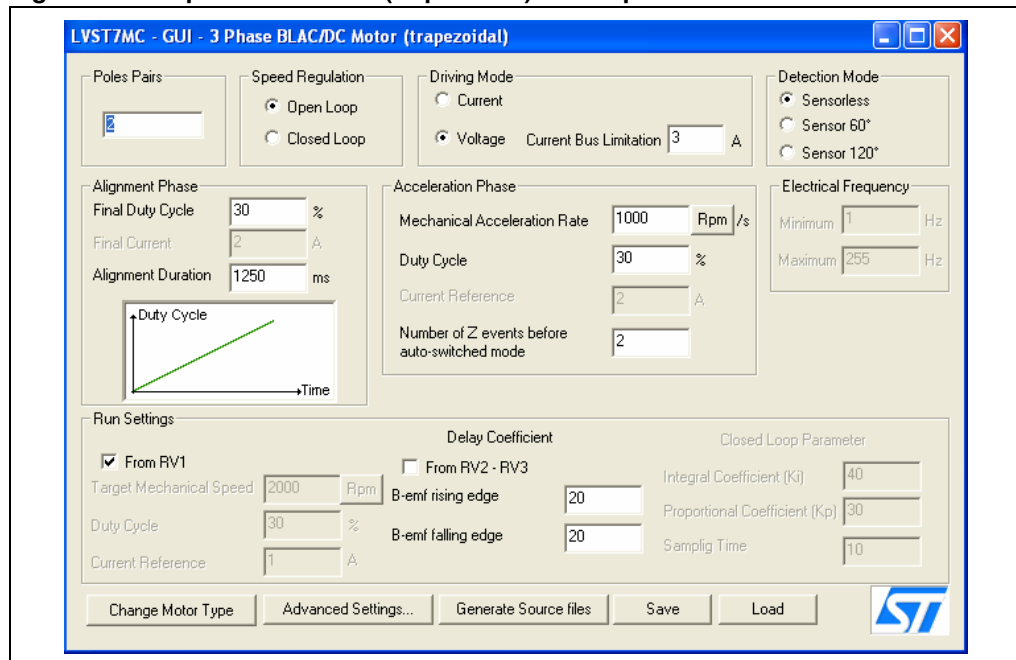 LVST7MC - GUI - 3 Phase BLAC/DC Motor (trapezoidal)
Poles Pairs
2
Speed Regulation
Open Loop
Closed Loop
Driving Mode
Current
Voltage Current Bus Limitation 3 A
Detection Mode
Sensorless
Sensor 60°
Sensor 120°
Alignment Phase
Final Duty Cycle 30 %
Final Current 2 A
Alignment Duration 1250 ms
Duty Cycle
Time
Acceleration Phase
Mechanical Acceleration Rate 1000 Rpm /s
Duty Cycle 30 %
Current Reference 2 A
Number of Z events before
auto-switched mode 2
Electrical Frequency
Minimum 1 Hz
Maximum 255 Hz
Run Settings
From RV1
Target Mechanical Speed 2000 Rpm
Duty Cycle 30 %
Current Reference 1 A
Delay Coefficient
From RV2 - RV3
B-emf rising edge 20
B-emf falling edge 20
Closed Loop Parameter
Integral Coefficient (Ki) 40
Proportional Coefficient (Kp) 30
Samplig Time 10
Change Motor Type Advanced Settings... Generate Source files Save Load
ST